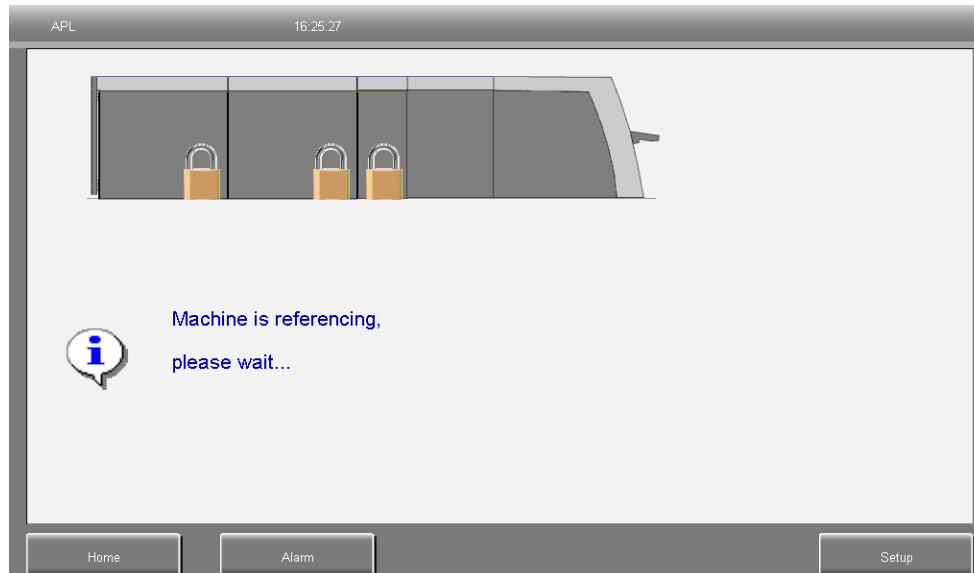 APL 16:25:27
Machine is referencing,
please wait...
Home Alarm Setup